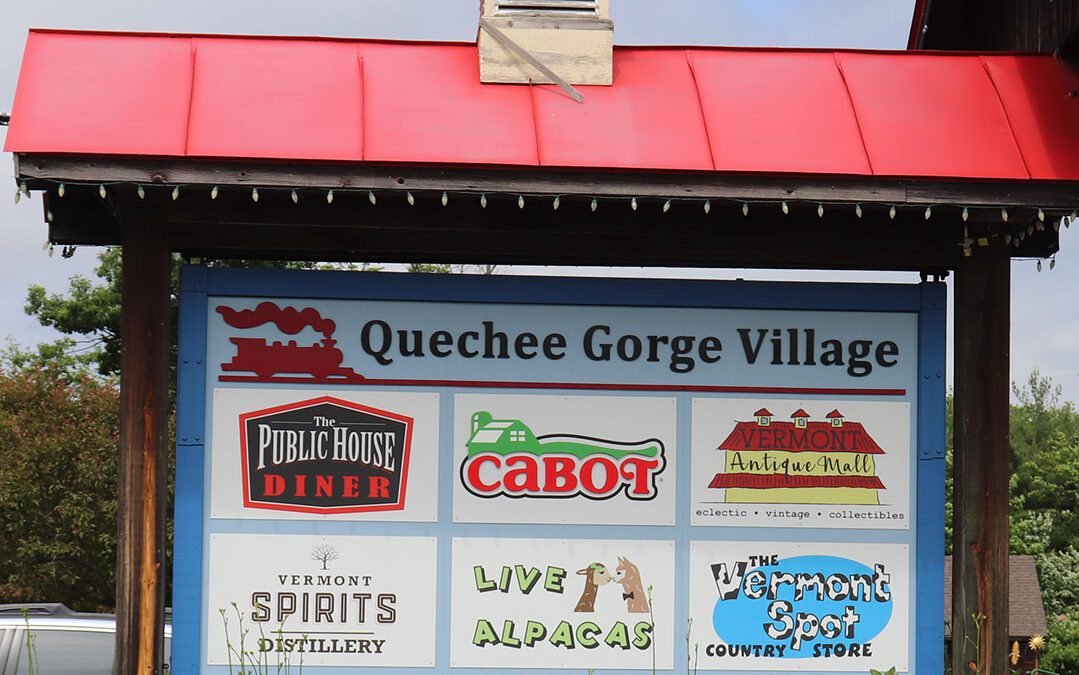 Quechee Gorge Village
The
PUBLIC HOUSE
DINER
CABOT
VERMONT
Antique Mall
eclectic • vintage • collectibles
VERMONT
SPIRITS
DISTILLERY
LIVE
ALPACAS
THE
Vermont
Spot
COUNTRY STORE